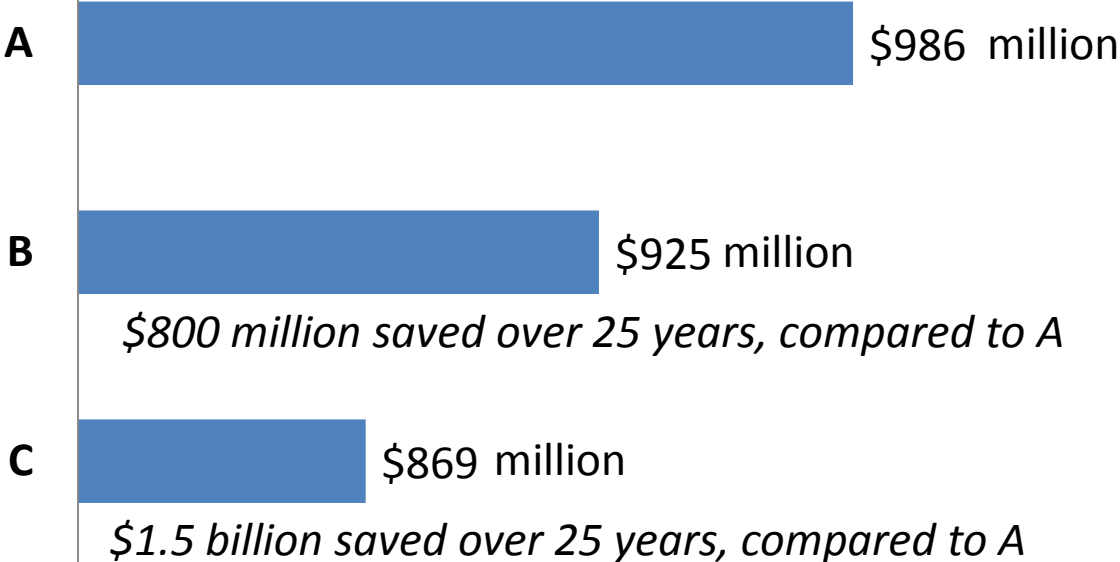 A $986 million
B $925 million
$800 million saved over 25 years, compared to A
C $869 million
$1.5 billion saved over 25 years, compared to A